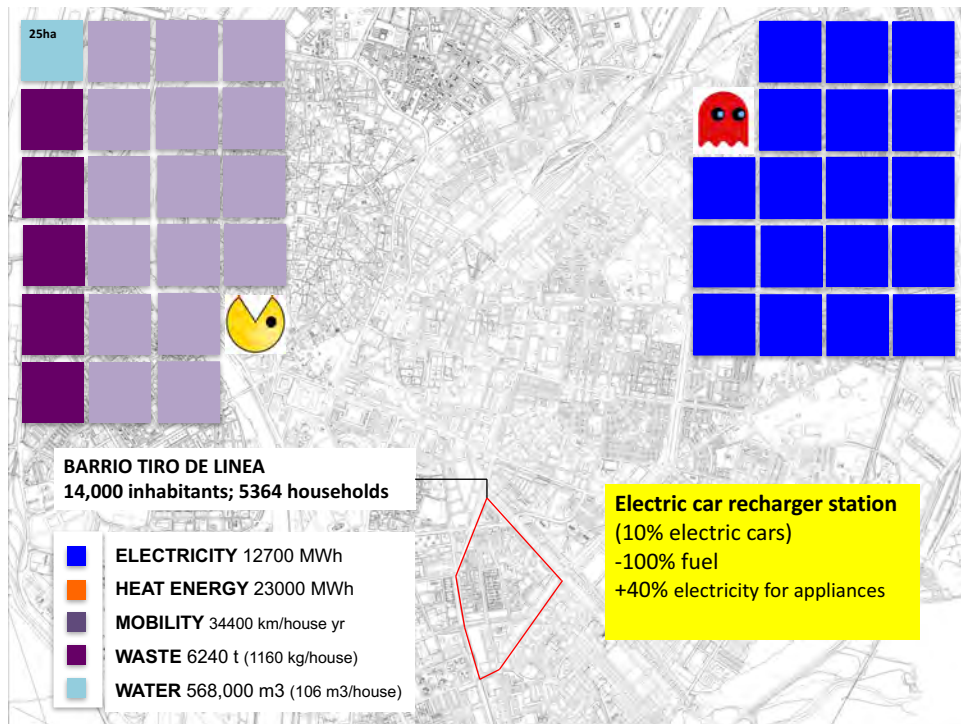 25ha
BARRIO TIRO DE LINEA
14,000 inhabitants; 5364 households
ELECTRICITY 12700 MWh
HEAT ENERGY 23000 MWh
MOBILITY 34400 km/house yr
WASTE 6240 t (1160 kg/house)
WATER 568,000 m3 (106 m3/house)
Electric car recharger station
(10% electric cars)
-100% fuel
+40% electricity for appliances